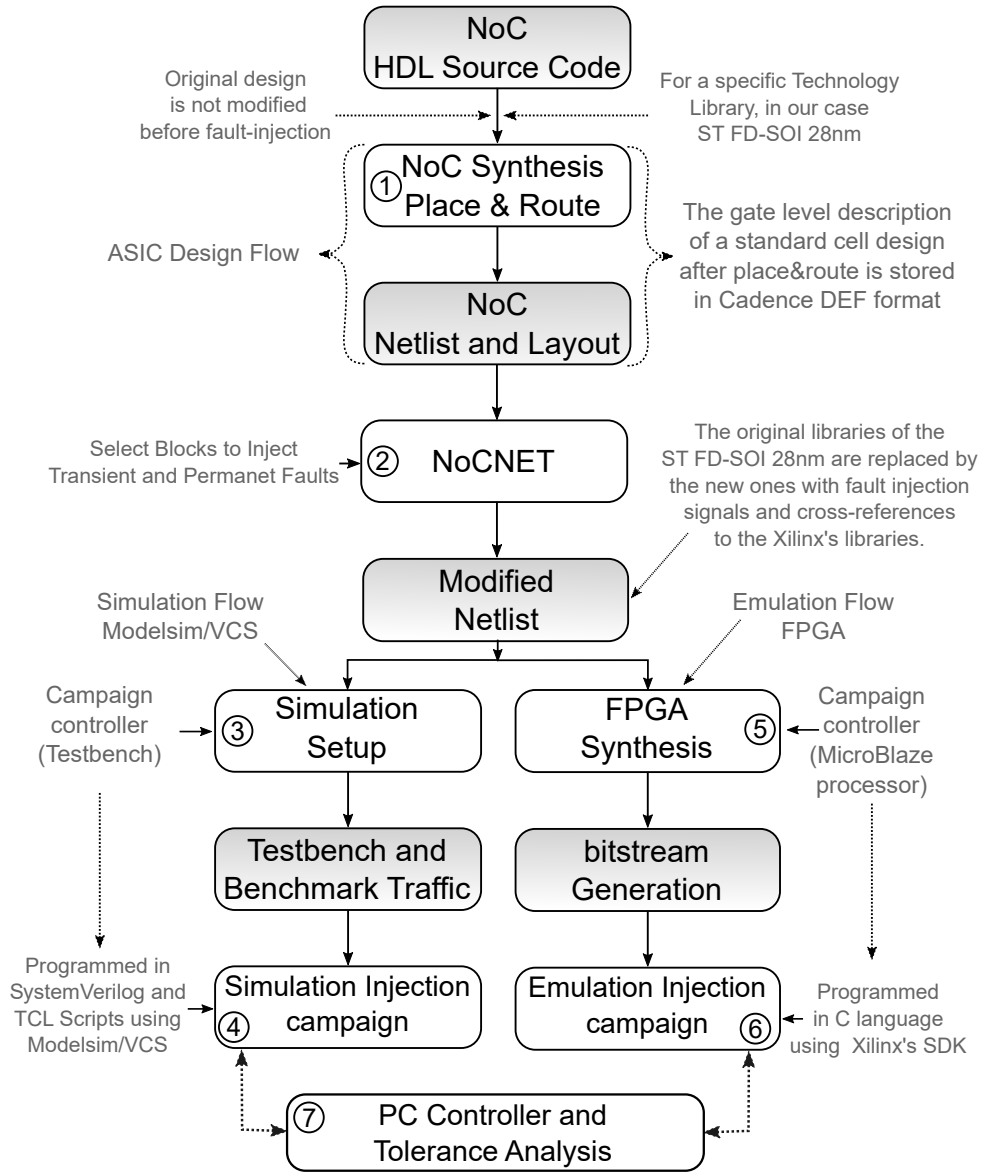 NoC
HDL Source Code
Original design
is not modified
before fault-injection
For a specific Technology
Library, in our case
ST FD-SOI 28nm
1
NoC Synthesis
Place & Route
ASIC Design Flow
The gate level description
of a standard cell design
after place&route is stored
in Cadence DEF format
NoC
Netlist and Layout
Select Blocks to Inject
Transient and Permanet Faults
2
NoCNET
The original libraries of the
ST FD-SOI 28nm are replaced by
the new ones with fault injection
signals and cross-references
to the Xilinx's libraries.
Modified
Netlist
Simulation Flow
Modelsim/VCS
Emulation Flow
FPGA
Campaign
controller
(Testbench)
3
Simulation
Setup
FPGA
Synthesis
5
Campaign
controller
(MicroBlaze
processor)
Testbench and
Benchmark Traffic
bitstream
Generation
Programmed in
SystemVerilog and
TCL Scripts using
Modelsim/VCS
Simulation Injection
campaign
4
Emulation Injection
campaign
6
Programmed
in C language
using Xilinx's SDK
7
PC Controller and
Tolerance Analysis